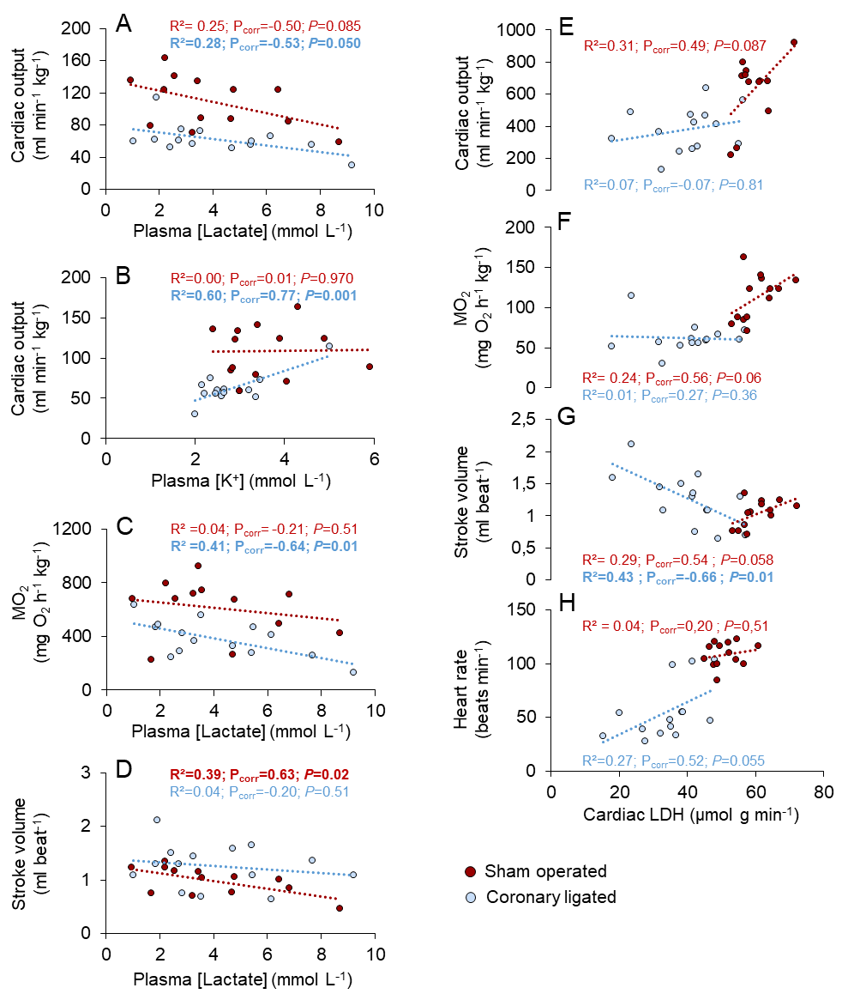 A
R²= 0.25; Pcorr=-0.50; P=0.085
R²=0.28; Pcorr=-0.53; P=0.050
Cardiac output
(ml min-1 kg-1)
200
160
120
80
40
0
0 2 4 6 8 10
Plasma [Lactate] (mmol L-1)
B
R²=0.00; Pcorr=0.01; P=0.970
R²=0.60; Pcorr=0.77; P=0.001
Cardiac output
(ml min-1 kg-1)
200
150
100
50
0
0 2 4 6
Plasma [K+] (mmol L-1)
C
R² =0.04; Pcorr= -0.21; P=0.51
R² =0.41; Pcorr=-0.64; P=0.01
MO2
(mg O2 h-1 kg-1)
1200
800
400
0
0 2 4 6 8 10
Plasma [Lactate] (mmol L-1)
D
R²=0.39; Pcorr=0.63; P=0.02
R²=0.04; Pcorr=-0.20; P=0.51
Stroke volume
(ml beat-1)
3
2
1
0
0 2 4 6 8 10
Plasma [Lactate] (mmol L-1)
E
R²=0.31; Pcorr=0.49; P=0.087
Cardiac output
(ml min-1 kg-1)
1000
800
600
400
200
0
R²=0.07; Pcorr=-0.07; P=0.81
F
MO2
(mg O2 h-1 kg-1)
200
150
100
50
0
R²= 0.24; Pcorr=0.56; P=0.06
R²=0.01; Pcorr=0.27; P=0.36
G
Stroke volume
(ml beat-1)
2,5
2
1,5
1
0,5
0
R²= 0.29; Pcorr=0.54 ; P=0.058
R²=0.43 ; Pcorr=-0.66; P=0.01
H
R² = 0.04; Pcorr=0,20 ; P=0,51
Heart rate
(beats min-1)
150
100
50
0
R²=0.27; Pcorr=0.52; P=0.055
0 20 40 60 80
Cardiac LDH (µmol g min-1)
Sham operated
Coronary ligated